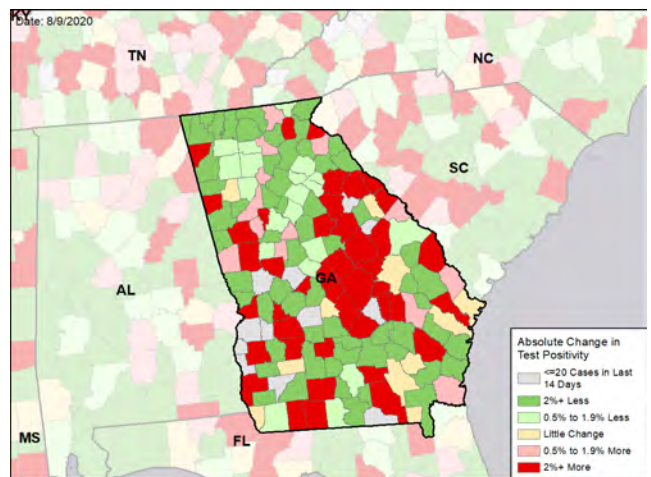 KY
Date: 8/9/2020
TN
NC
SC
AL
GA
MS
FL
Absolute Change in
Test Positivity
<=20 Cases in Last
14 Days
2%+ Less
0.5% to 1.9% Less
Little Change
0.5% to 1.9% More
2%+ More